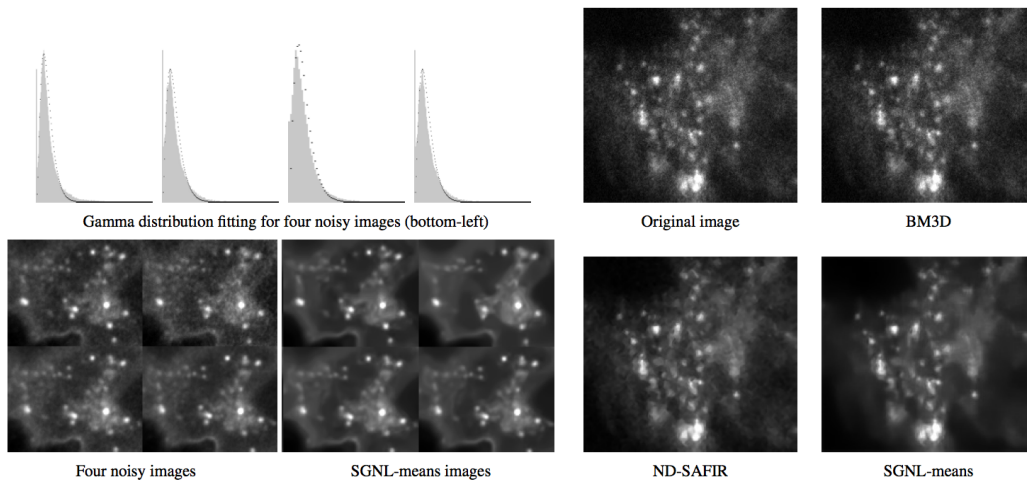 Gamma distribution fitting for four noisy images (bottom-left)
Original image
BM3D
Four noisy images
SGNL-means images
ND-SAFIR
SGNL-means